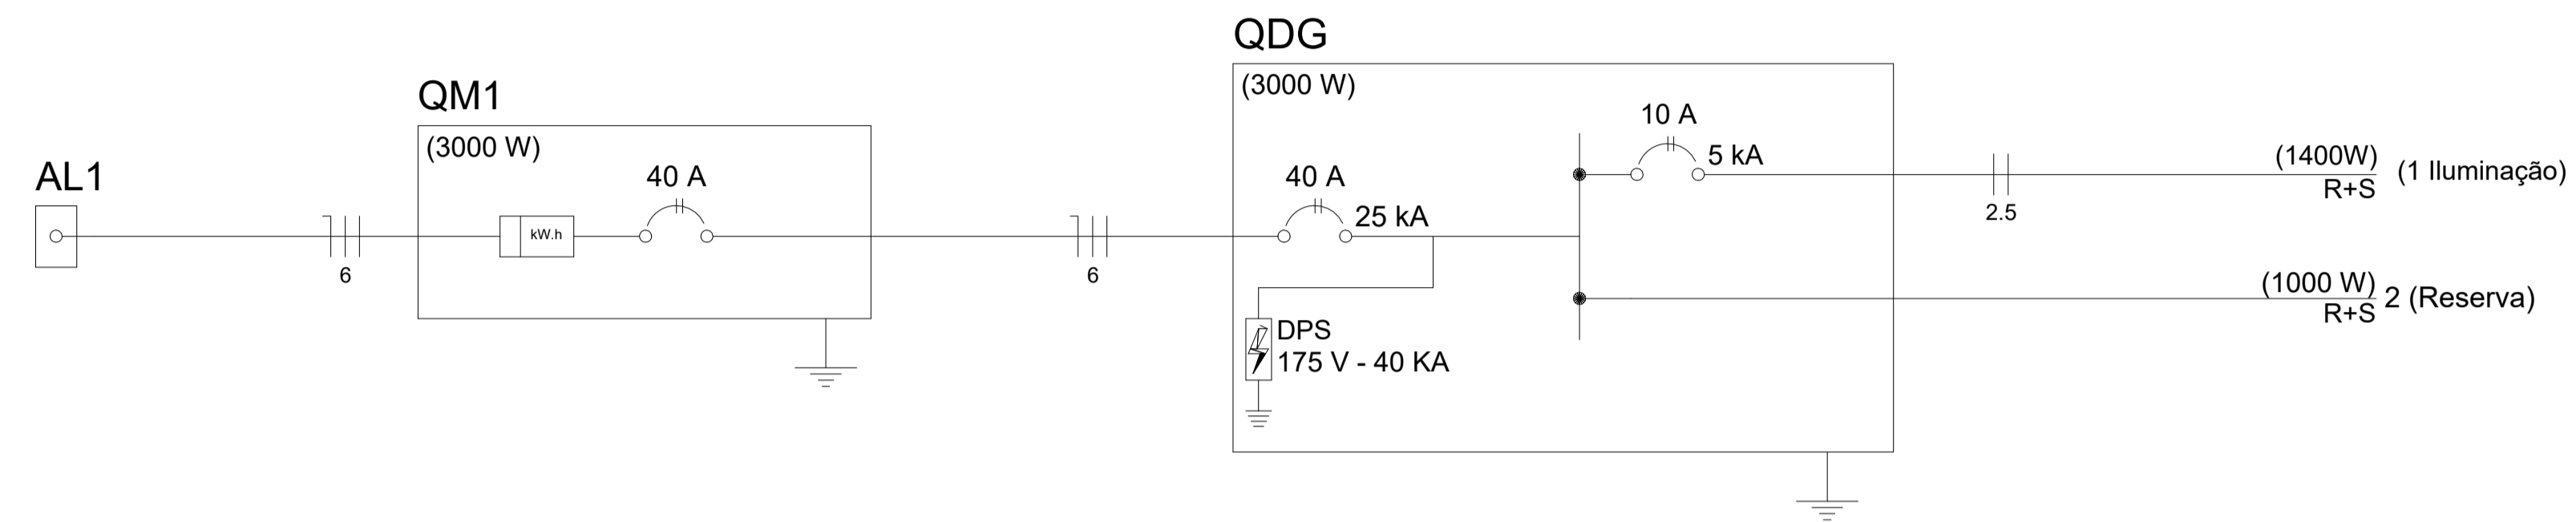 AL1
6
QM1
(3000 W)
kW.h
40 A
6
QDG
(3000 W)
40 A
25 kA
DPS
175 V - 40 KA
10 A
5 kA
2.5
(1400W)
R+S
(1 Iluminação)
(1000 W)
R+S
2 (Reserva)